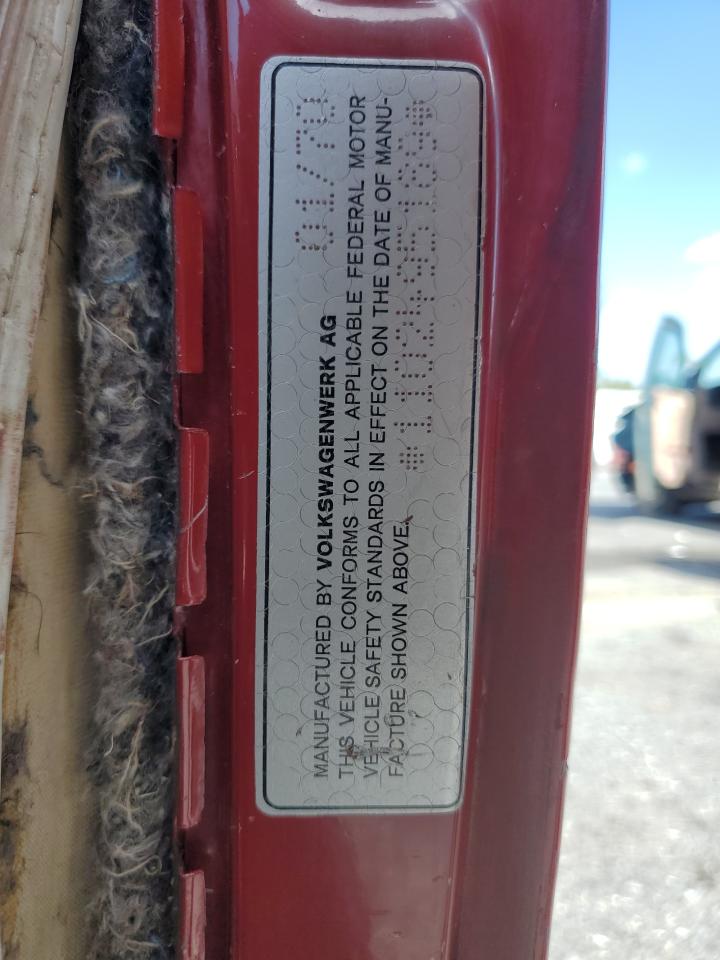 MANUFACTURED BY VOLKSWAGENWERK AG 01/70
THIS VEHICLE CONFORMS TO ALL APPLICABLE FEDERAL MOTOR
VEHICLE SAFETY STANDARDS IN EFFECT ON THE DATE OF MANU-
FACTURE SHOWN ABOVE.